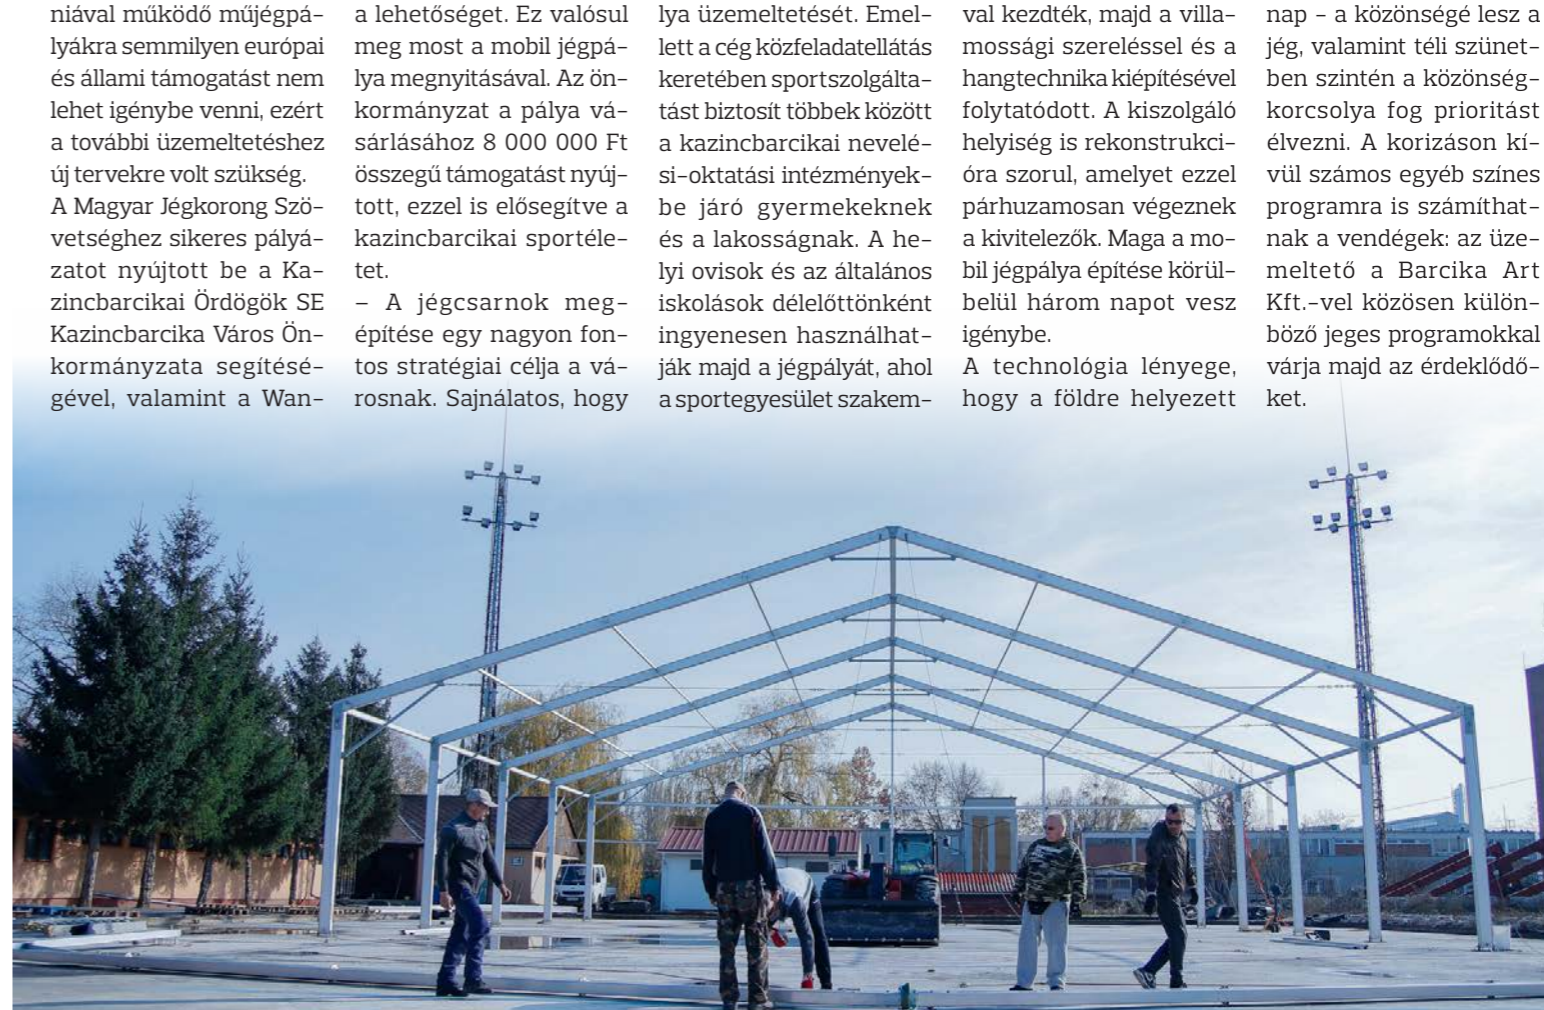 niával működő műjégpá-
lyákra semmilyen európai
és állami támogatást nem
lehet igénybe venni, ezért
a további üzemeltetéshez
új tervekre volt szükség.
A Magyar Jégkorong Szö-
vetséghez sikeres pályá-
zatot nyújtott be a Ka-
zincbarcikai Ördögök SE
Kazincbarcika Város Ön-
kormányzata segítésé-
gével, valamint a Wan-
a lehetőséget. Ez valósul
meg most a mobil jégpá-
lya megnyitásával. Az ön-
kormányzat a pálya vá-
sárlásához 8 000 000 Ft
összegű támogatást nyúj-
tott, ezzel is elősegítve a
kazincbarcikai sportéle-
tet.
– A jégcsarnok meg-
építése egy nagyon fon-
tos stratégiai célja a vá-
rosnak. Sajnálatos, hogy
lya üzemeltetését. Emel-
lett a cég közfeladatellátás
keretében sportszolgálta-
tást biztosít többek között
a kazincbarcikai nevelé-
si-oktatási intézmények-
be járó gyermekeknek
és a lakosságnak. A he-
lyi ovisok és az általános
iskolások délelőttönként
ingyenesen használhat-
ják majd a jégpályát, ahol
a sportegyesület szakem-
val kezdték, majd a villa-
mossági szereléssel és a
hangtechnika kiépítésével
folytatódott. A kiszolgáló
helyiség is rekonstrukci-
óra szorul, amelyet ezzel
párhuzamosan végeznek
a kivitelezők. Maga a mo-
bil jégpálya építése körül-
belül három napot vesz
igénybe.
A technológia lényege,
hogy a földre helyezett
nap – a közönségé lesz a
jég, valamint téli szünet-
ben szintén a közönség-
korcsolya fog prioritást
élvezni. A korizáson kí-
vül számos egyéb színes
programra is számíthat-
nak a vendégek: az üze-
meltető a Barcika Art
Kft.-vel közösen külön-
böző jeges programokkal
várja majd az érdeklődő-
ket.